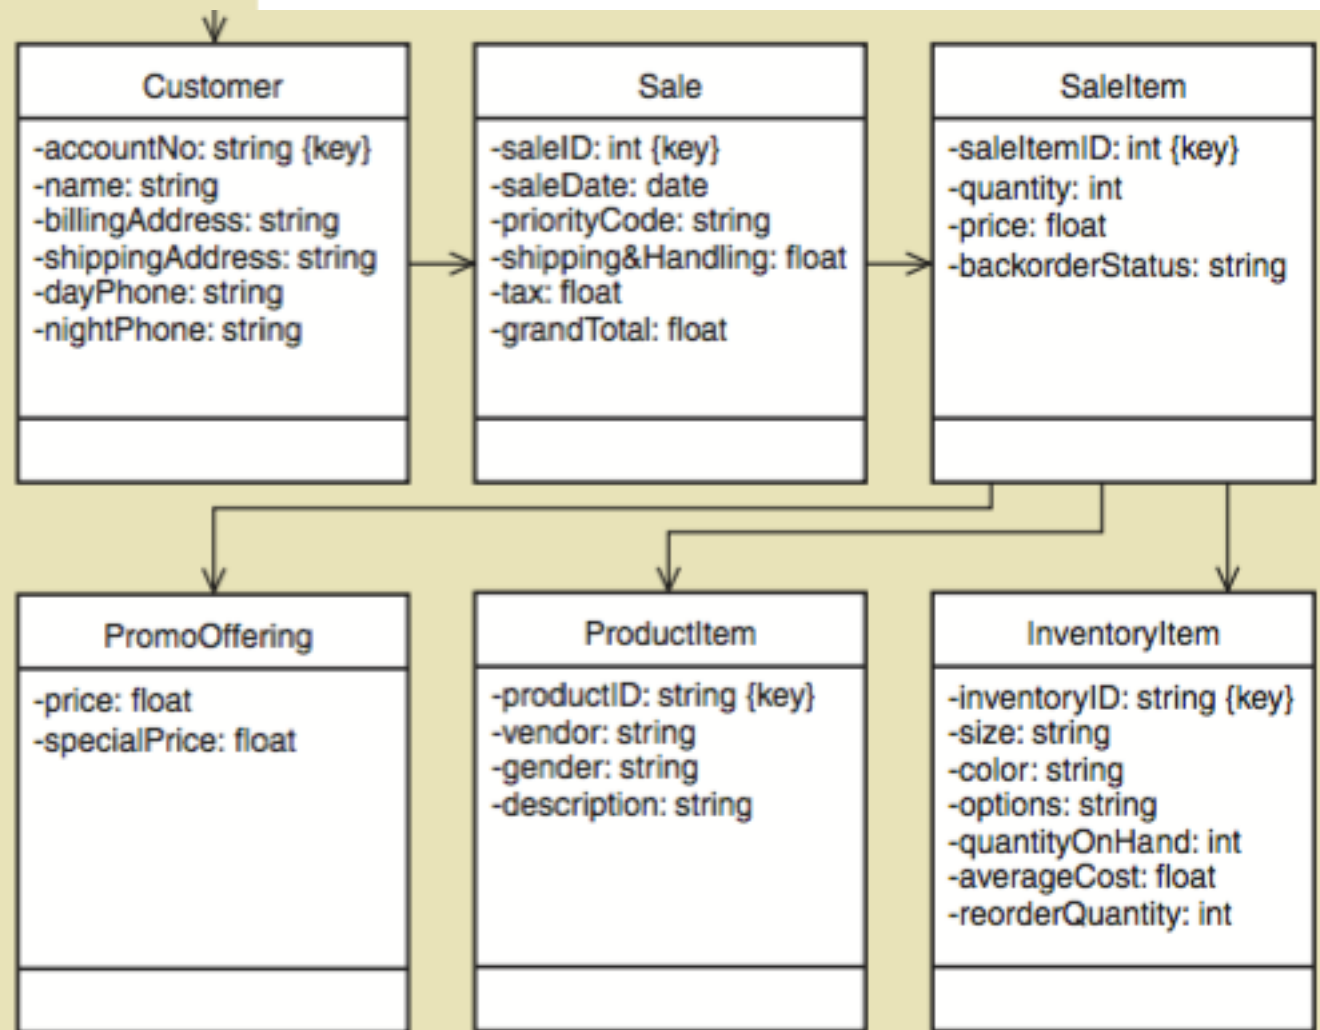 Customer
-accountNo: string {key}
-name: string
-billingAddress: string
-shippingAddress: string
-dayPhone: string
-nightPhone: string
Sale
-saleID: int {key}
-saleDate: date
-priorityCode: string
-shipping&Handling: float
-tax: float
-grandTotal: float
SaleItem
-saleItemID: int {key}
-quantity: int
-price: float
-backorderStatus: string
PromoOffering
-price: float
-specialPrice: float
ProductItem
-productID: string {key}
-vendor: string
-gender: string
-description: string
InventoryItem
-inventoryID: string {key}
-size: string
-color: string
-options: string
-quantityOnHand: int
-averageCost: float
-reorderQuantity: int